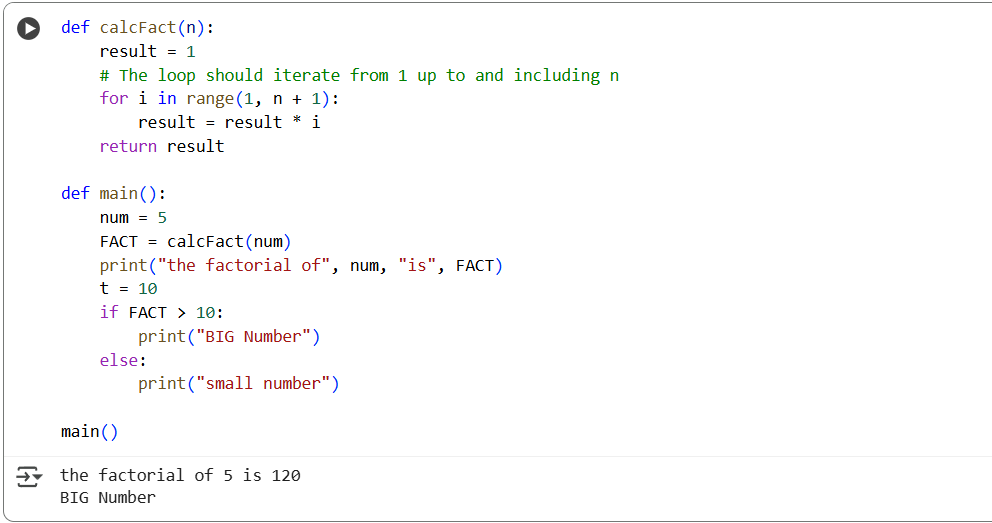 def calcFact(n):
    result = 1
    # The loop should iterate from 1 up to and including n
    for i in range(1, n + 1):
        result = result * i
    return result

def main():
    num = 5
    FACT = calcFact(num)
    print("the factorial of", num, "is", FACT)
    t = 10
    if FACT > 10:
        print("BIG Number")
    else:
        print("small number")

main()
the factorial of 5 is 120
BIG Number